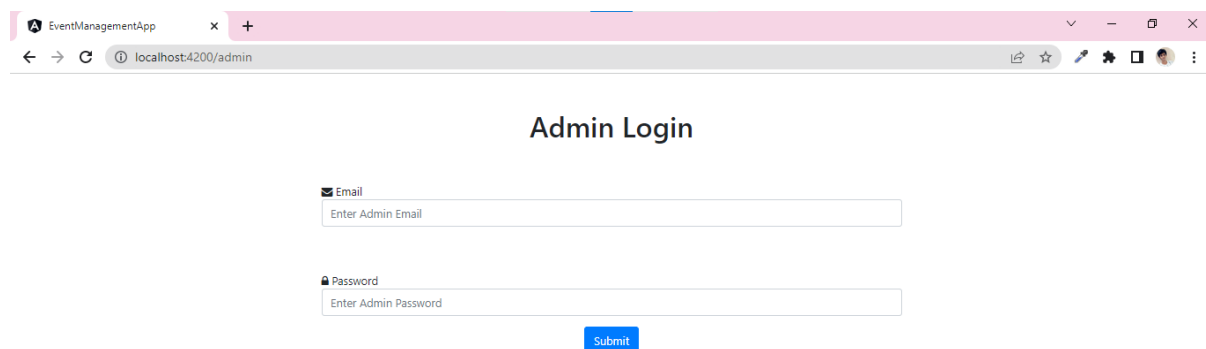 EventManagementApp
localhost:4200/admin
Admin Login
Email
Enter Admin Email
Password
Enter Admin Password
Submit